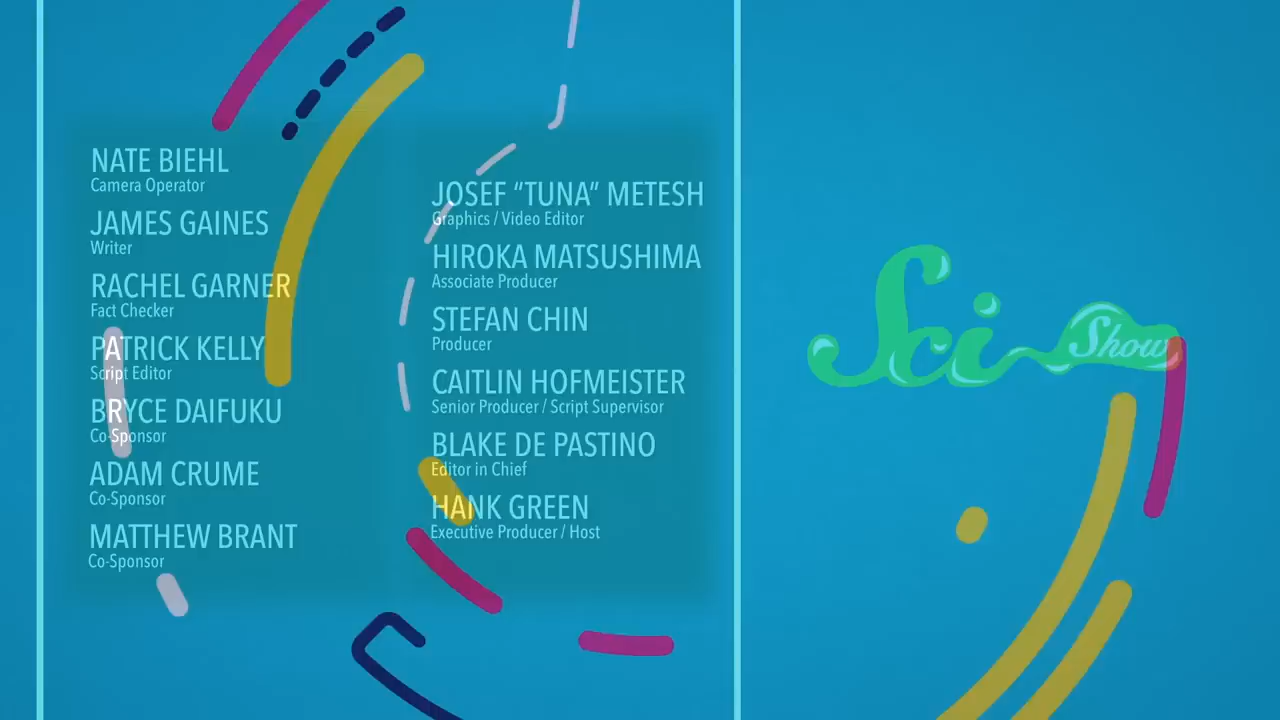 NATE BIEHL
Camera Operator
JAMES GAINES
Writer
RACHEL GARNER
Fact Checker
PATRICK KELLY
Script Editor
BRYCE DAIFUKU
Co-Sponsor
ADAM CRUME
Co-Sponsor
MATTHEW BRANT
Co-Sponsor
JOSEF “TUNA“ METESH
Graphics / Video Editor
HIROKA MATSUSHIMA
Associate Producer
STEFAN CHIN
Producer
CAITLIN HOFMEISTER
Senior Producer / Script Supervisor
BLAKE DE PASTINO
Editor in Chief
HANK GREEN
Executive Producer / Host
Sci Show